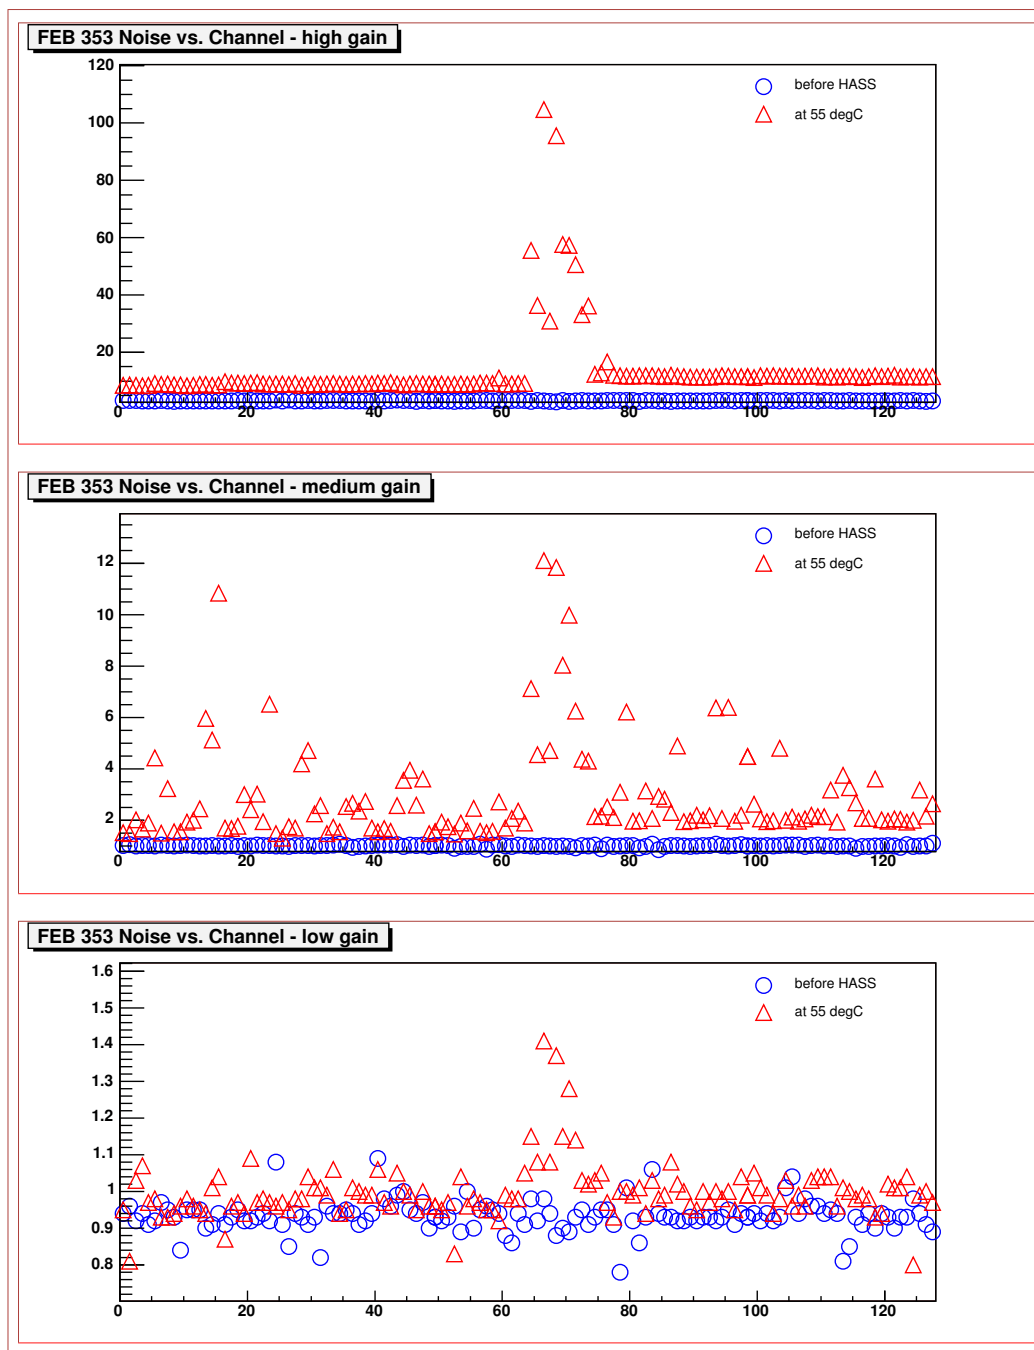 FEB 353 Noise vs. Channel - high gain
120
before HASS
100
at 55 degC
80
60
40
20
0 20 40 60 80 100 120
FEB 353 Noise vs. Channel - medium gain
before HASS
12
at 55 degC
10
8
6
4
2
0 20 40 60 80 100 120
FEB 353 Noise vs. Channel - low gain
1.6
before HASS
1.5
at 55 degC
1.4
1.3
1.2
1.1
1
0.9
0.8
0 20 40 60 80 100 120